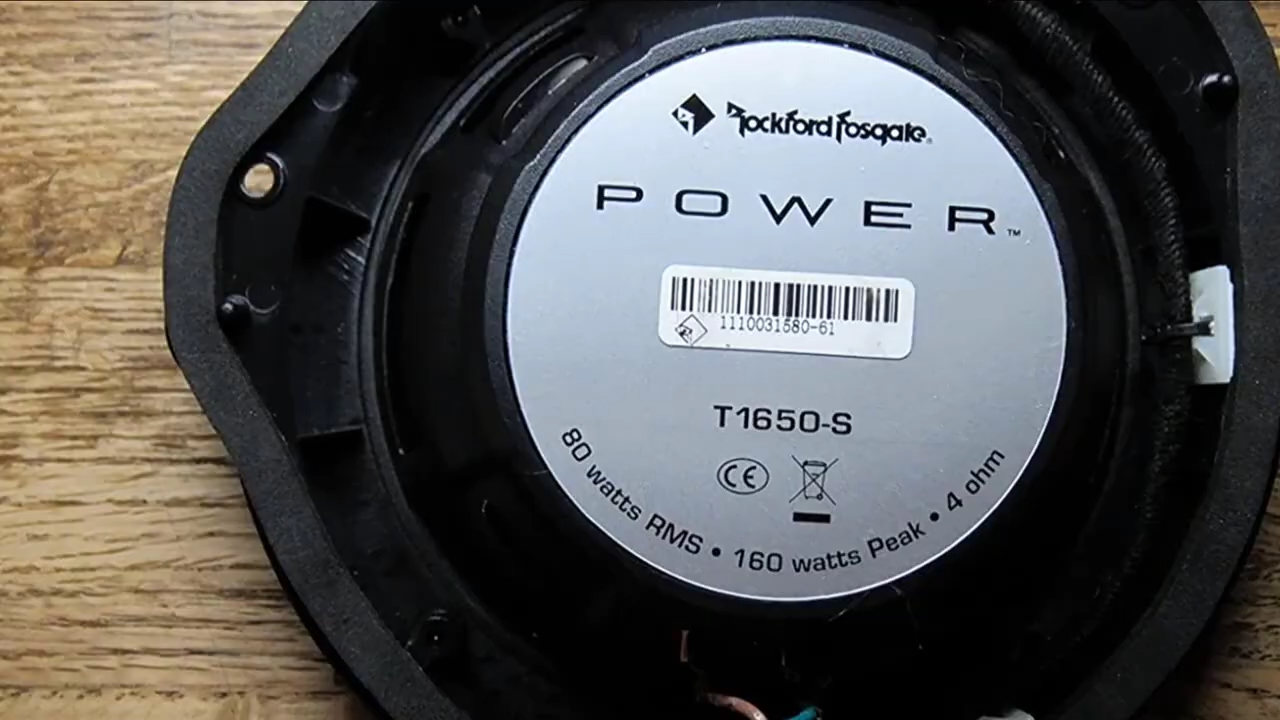 Rockford Fosgate®
POWER™
1110031580-61
T1650-S
CE
80 watts RMS • 160 watts Peak • 4 ohm